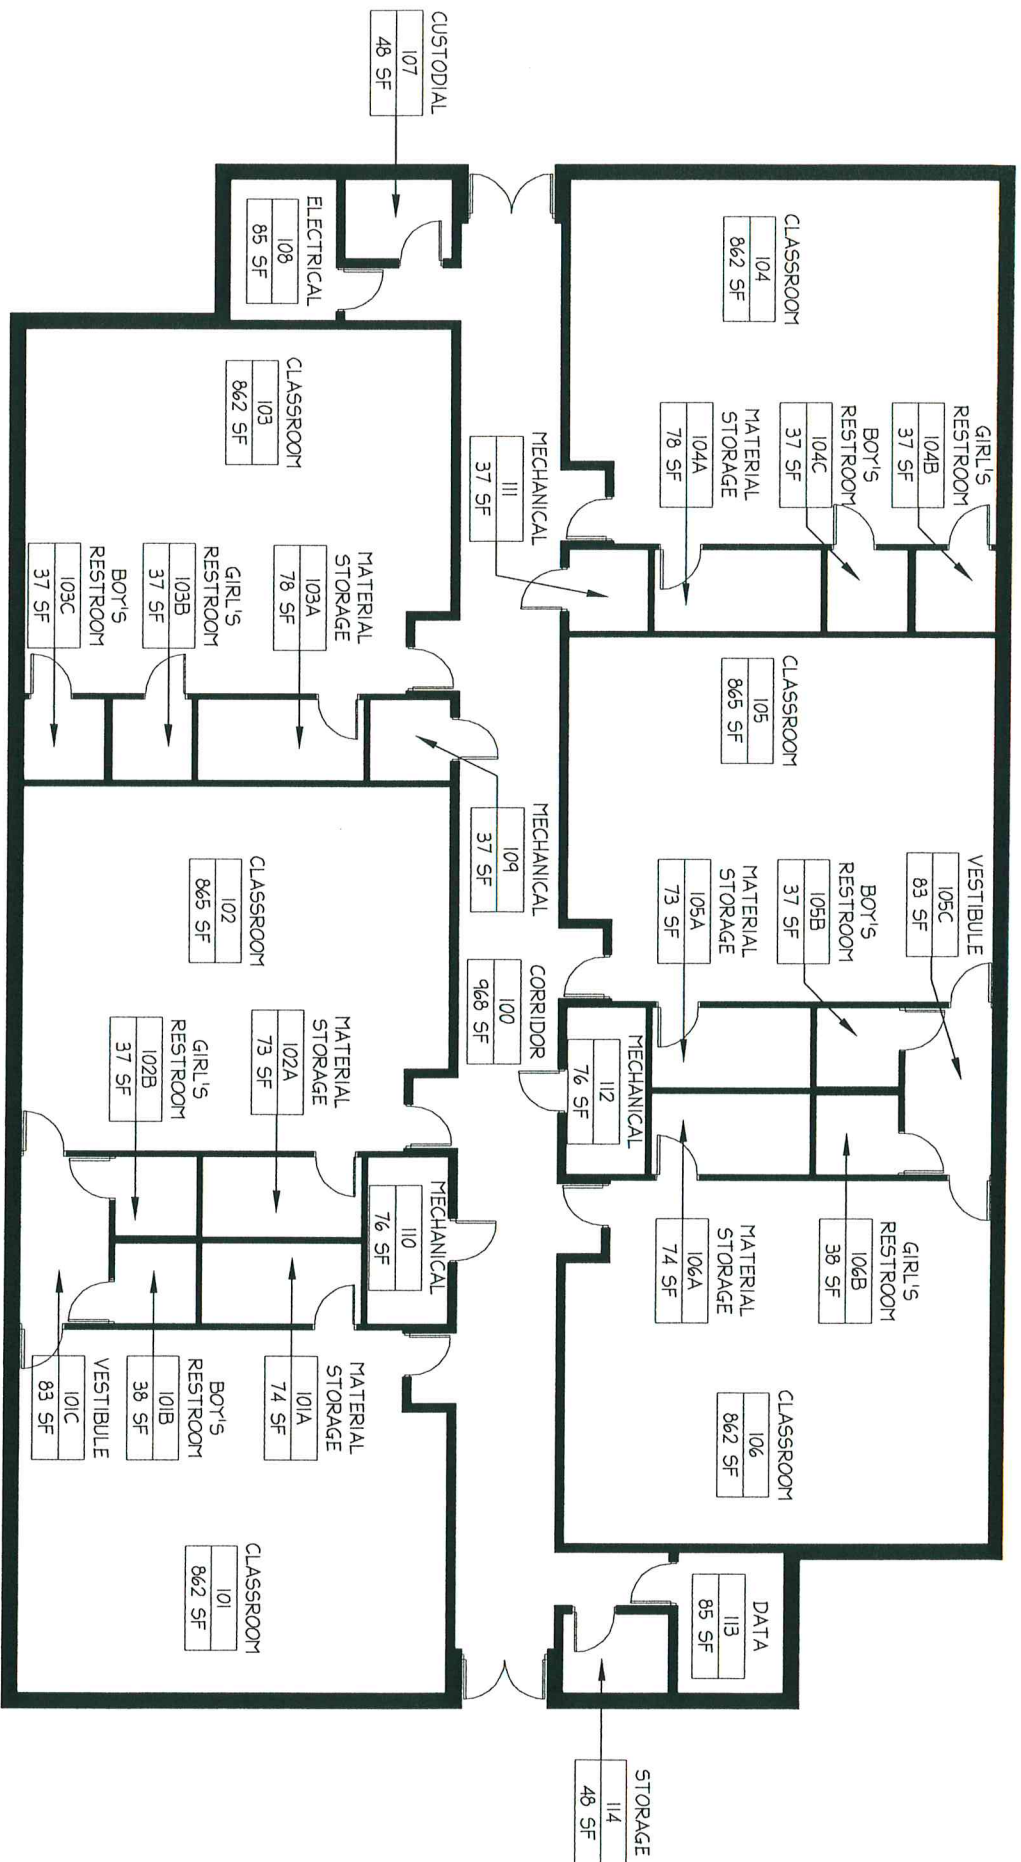 CUSTODIAL
107
48 SF
ELECTRICAL
108
85 SF
CLASSROOM
104
862 SF
GIRL'S
RESTROOM
104B
37 SF
BOY'S
RESTROOM
104C
37 SF
MATERIAL
STORAGE
104A
78 SF
MECHANICAL
111
37 SF
CLASSROOM
103
862 SF
MATERIAL
STORAGE
103A
78 SF
GIRL'S
RESTROOM
103B
37 SF
BOY'S
RESTROOM
103C
37 SF
CLASSROOM
105
865 SF
MECHANICAL
109
37 SF
VESTIBULE
105C
83 SF
BOY'S
RESTROOM
105B
37 SF
MATERIAL
STORAGE
105A
73 SF
CORRIDOR
100
968 SF
CLASSROOM
102
865 SF
MATERIAL
STORAGE
102A
73 SF
GIRL'S
RESTROOM
102B
37 SF
MECHANICAL
112
76 SF
MECHANICAL
110
76 SF
GIRL'S
RESTROOM
106B
38 SF
MATERIAL
STORAGE
106A
74 SF
MATERIAL
STORAGE
101A
74 SF
BOY'S
RESTROOM
101B
38 SF
VESTIBULE
101C
83 SF
CLASSROOM
106
862 SF
CLASSROOM
101
862 SF
DATA
113
85 SF
STORAGE
114
48 SF